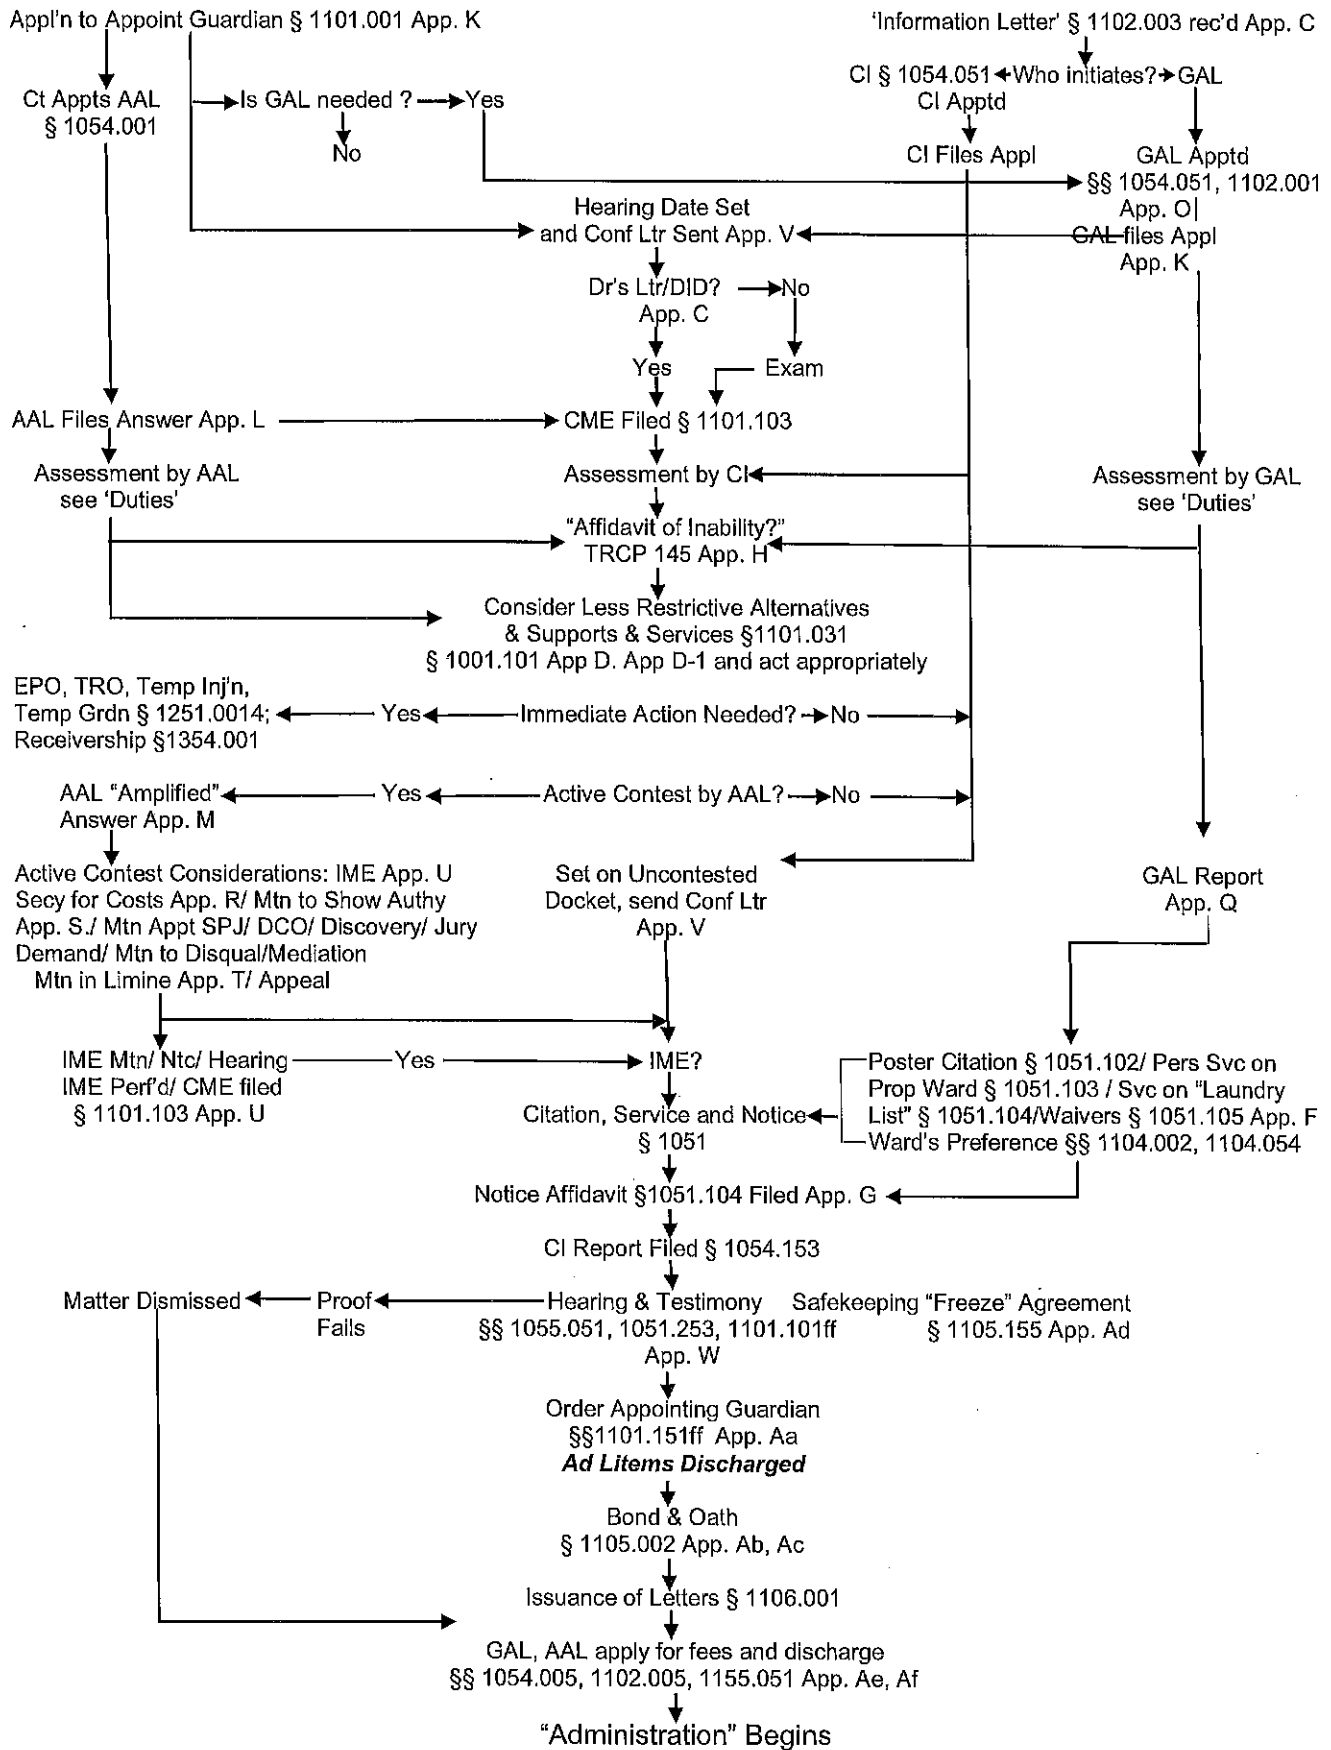 Appl'n to Appoint Guardian § 1101.001 App. K
'Information Letter' § 1102.003 rec'd App. C
CI § 1054.051
Who initiates?
GAL
CI Apptd
Ct Appts AAL
§ 1054.001
Is GAL needed ?
Yes
No
CI Files Appl
GAL Apptd
§§ 1054.051, 1102.001
App. O
GAL files Appl
App. K
Hearing Date Set
and Conf Ltr Sent App. V
Dr's Ltr/DID?
App. C
No
Yes
Exam
AAL Files Answer App. L
CME Filed § 1101.103
Assessment by AAL
see 'Duties'
Assessment by CI
Assessment by GAL
see 'Duties'
"Affidavit of Inability?"
TRCP 145 App. H
Consider Less Restrictive Alternatives
& Supports & Services §1101.031
§ 1001.101 App D. App D-1 and act appropriately
EPO, TRO, Temp Inj'n,
Temp Grdn § 1251.0014;
Receivership §1354.001
Yes
Immediate Action Needed?
No
AAL "Amplified"
Answer App. M
Yes
Active Contest by AAL?
No
Active Contest Considerations: IME App. U
Secy for Costs App. R/ Mtn to Show Authy
App. S./ Mtn Appt SPJ/ DCO/ Discovery/ Jury
Demand/ Mtn to Disqual/Mediation
Mtn in Limine App. T/ Appeal
Set on Uncontested
Docket, send Conf Ltr
App. V
GAL Report
App. Q
IME Mtn/ Ntc/ Hearing
IME Perf'd/ CME filed
§ 1101.103 App. U
Yes
IME?
Poster Citation § 1051.102/ Pers Svc on
Prop Ward § 1051.103 / Svc on "Laundry
List" § 1051.104/Waivers § 1051.105 App. F
Ward's Preference §§ 1104.002, 1104.054
Citation, Service and Notice
§ 1051
Notice Affidavit §1051.104 Filed App. G
CI Report Filed § 1054.153
Matter Dismissed
Proof
Fails
Hearing & Testimony
§§ 1055.051, 1051.253, 1101.101ff
App. W
Safekeeping "Freeze" Agreement
§ 1105.155 App. Ad
Order Appointing Guardian
§§1101.151ff App. Aa
Ad Litems Discharged
Bond & Oath
§ 1105.002 App. Ab, Ac
Issuance of Letters § 1106.001
GAL, AAL apply for fees and discharge
§§ 1054.005, 1102.005, 1155.051 App. Ae, Af
"Administration" Begins